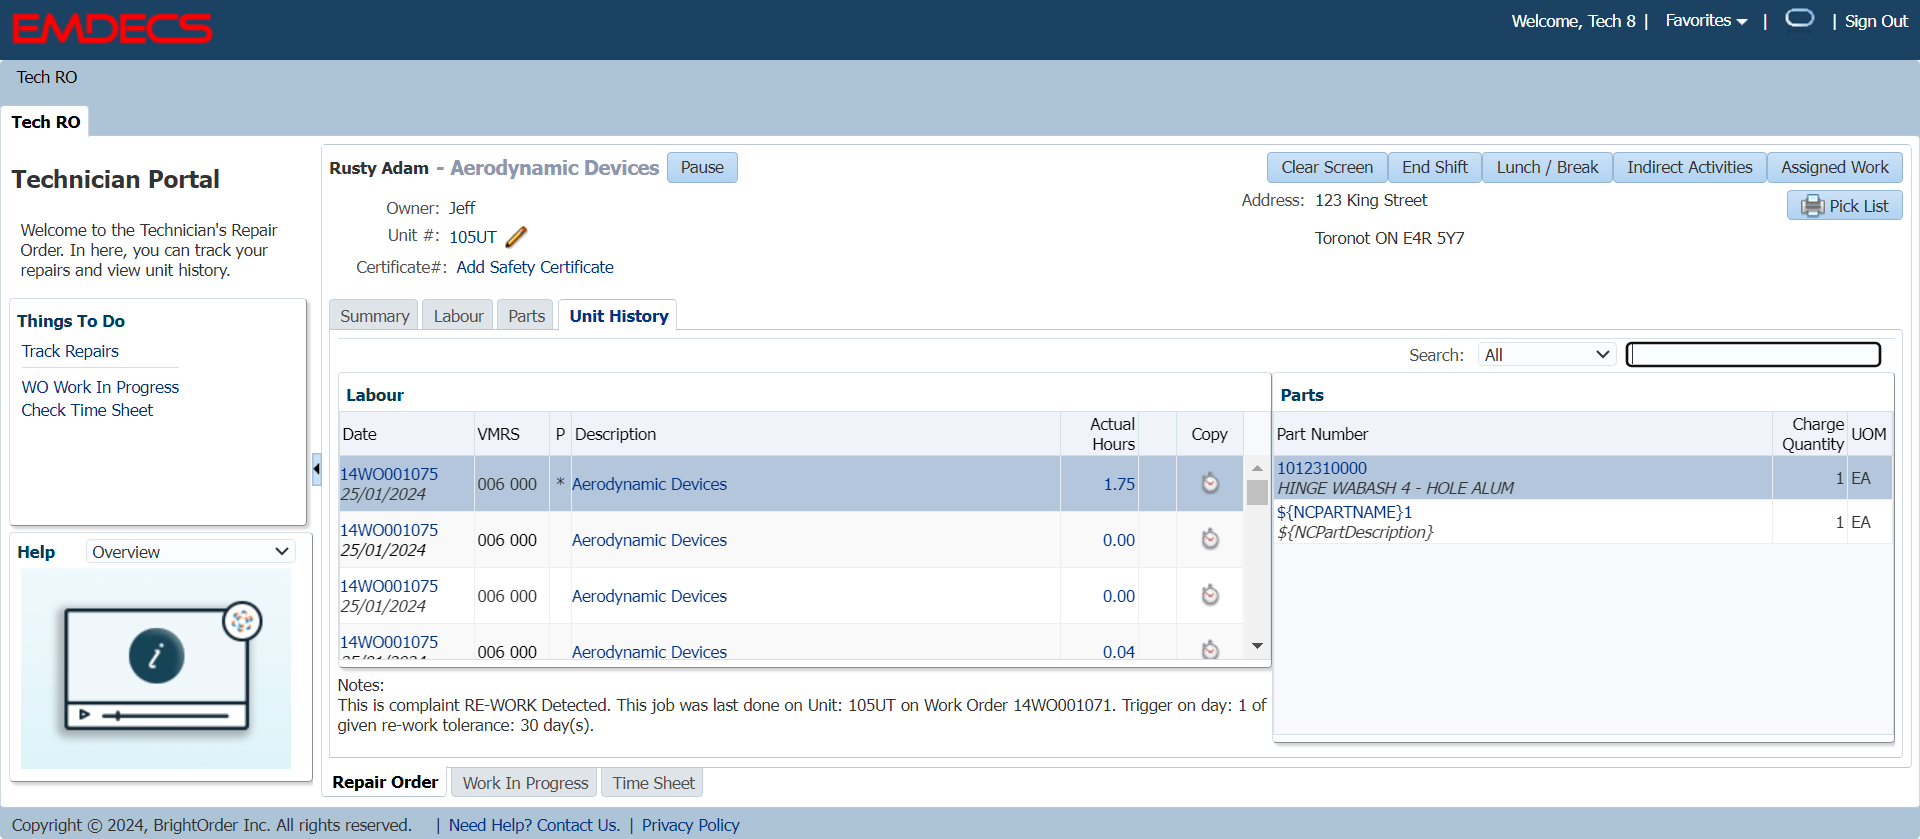 EMDECS
Welcome, Tech 8 | Favorites | | Sign Out
Tech RO
Tech RO
Technician Portal
Welcome to the Technician's Repair
Order. In here, you can track your
repairs and view unit history.
Things To Do
Track Repairs
WO Work In Progress
Check Time Sheet
Help Overview
i
Rusty Adam - Aerodynamic Devices Pause
Clear Screen End Shift Lunch / Break Indirect Activities Assigned Work
Pick List
Owner: Jeff
Unit #: 105UT
Certificate#: Add Safety Certificate
Address: 123 King Street
Toronot ON E4R 5Y7
Summary Labour Parts Unit History
Search: All
Labour
Date VMRS P Description Actual Hours Copy
14WO001075
25/01/2024 006 000 * Aerodynamic Devices 1.75
14WO001075
25/01/2024 006 000 Aerodynamic Devices 0.00
14WO001075
25/01/2024 006 000 Aerodynamic Devices 0.00
14WO001075
25/01/2024 006 000 Aerodynamic Devices 0.04
Parts
Part Number Charge Quantity UOM
1012310000
HINGE WABASH 4 - HOLE ALUM 1 EA
${NCPARTNAME}1
${NCPartDescription} 1 EA
Notes:
This is complaint RE-WORK Detected. This job was last done on Unit: 105UT on Work Order 14WO001071. Trigger on day: 1 of
given re-work tolerance: 30 day(s).
Repair Order Work In Progress Time Sheet
Copyright © 2024, BrightOrder Inc. All rights reserved. | Need Help? Contact Us. | Privacy Policy